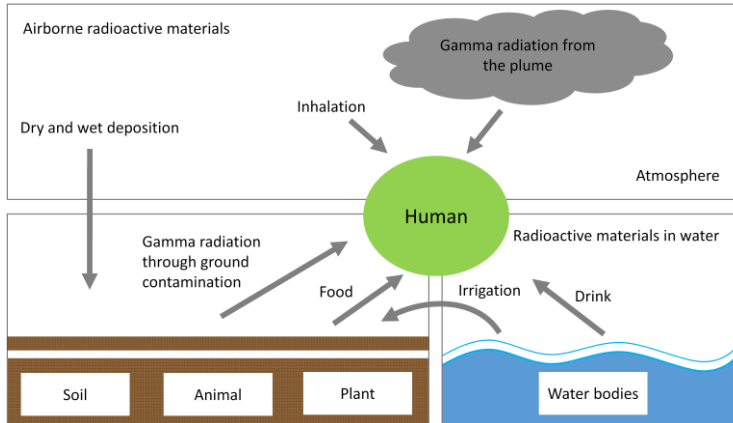 Airborne radioactive materials
Gamma radiation from
the plume
Inhalation
Dry and wet deposition
Atmosphere
Human
Radioactive materials in water
Gamma radiation
through ground
contamination
Food
Irrigation
Drink
Soil
Animal
Plant
Water bodies